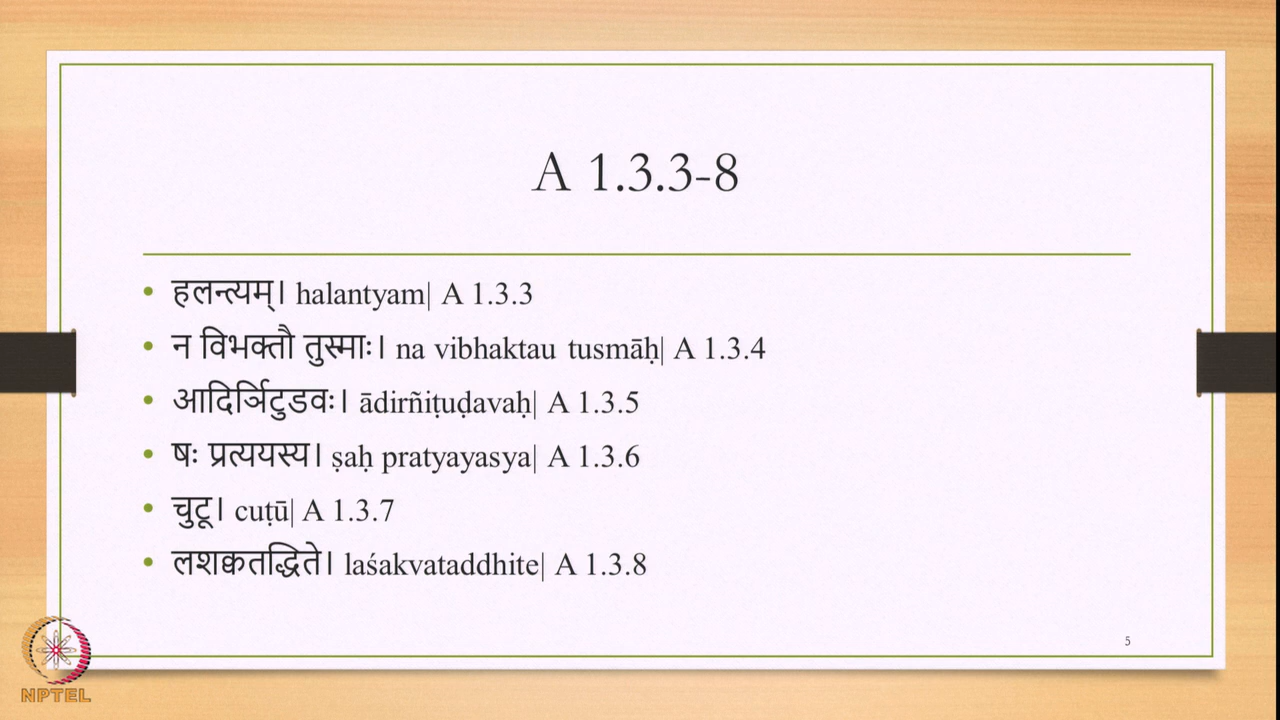 A 1.3.3-8
• हलन्त्यम्। halantyam| A 1.3.3
• न विभक्तौ तुस्माः। na vibhaktau tusmāḥ| A 1.3.4
• आदिर्ञिटुडवः। ādirñiṭuḍavaḥ| A 1.3.5
• षः प्रत्ययस्य। ṣaḥ pratyayasya| A 1.3.6
• चुटू। cuṭū| A 1.3.7
• लशक्वतद्धिते। laśakvataddhite| A 1.3.8
5
NPTEL